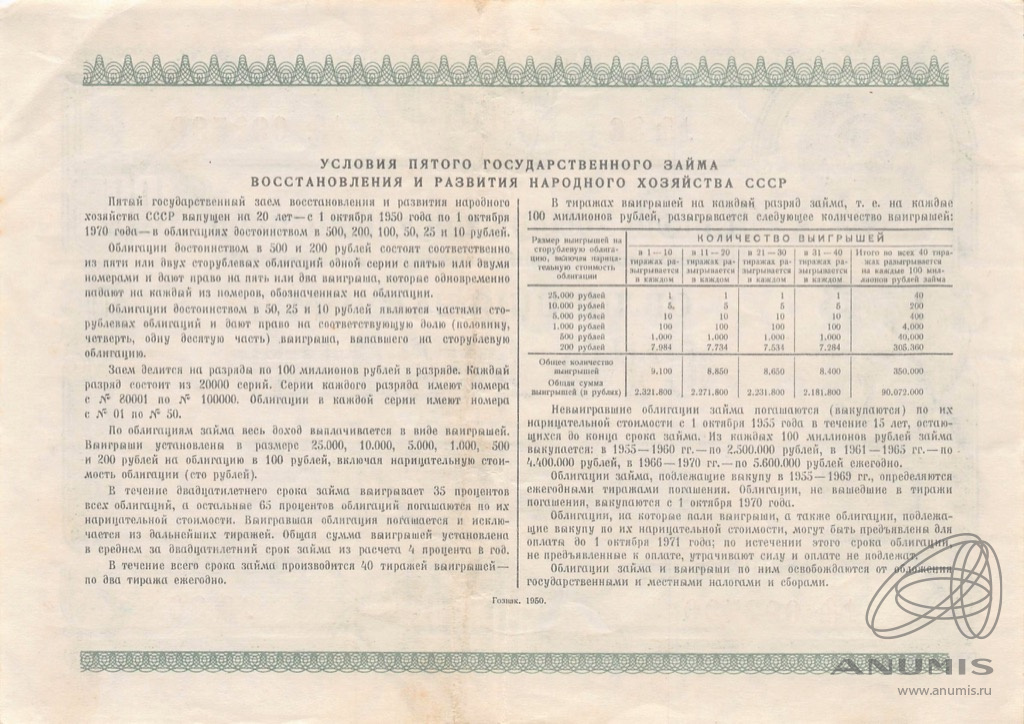 УСЛОВИЯ ПЯТОГО ГОСУДАРСТВЕННОГО ЗАЙМА
ВОССТАНОВЛЕНИЯ И РАЗВИТИЯ НАРОДНОГО ХОЗЯЙСТВА СССР
Пятый государственный заем восстановления и развития народного
хозяйства СССР выпущен на 20 лет—с 1 октября 1950 года по 1 октября
1970 года—в облигациях достоинством в 500, 200, 100, 50, 25 и 10 рублей.
Облигации достоинством в 500 и 200 рублей состоят соответственно
из пяти или двух сторублевых облигаций одной серии с пятью или двумя
номерами и дают право на пять или два выигрыша, которые одновременно
падают на каждый из номеров, обозначенных на облигации.
Облигации достоинством в 50, 25 и 10 рублей являются частями сто-
рублевых облигаций и дают право на соответствующую долю (половину,
четверть, одну десятую часть) выигрыша, выпавшего на сторублевую
облигацию.
Заем делится на разряды по 100 миллионов рублей в разряде. Каждый
разряд состоит из 20000 серий. Серии каждого разряда имеют номера
с № 80001 по № 100000. Облигации в каждой серии имеют номера
с № 01 по № 50.
По облигациям займа весь доход выплачивается в виде выигрышей.
Выигрыши установлены в размере 25.000, 10.000, 5.000, 1.000, 500
и 200 рублей на облигацию в 100 рублей, включая нарицательную стои-
мость облигации (сто рублей).
В течение двадцатилетнего срока займа выигрывает 35 процентов
всех облигаций, а остальные 65 процентов облигаций погашаются по их
нарицательной стоимости. Выигравшая облигация погашается и исклю-
чается из дальнейших тиражей. Общая сумма выигрышей установлена
в среднем за двадцатилетний срок займа из расчета 4 процента в год.
В течение всего срока займа производится 40 тиражей выигрышей—
по два тиража ежегодно.
В тиражах выигрышей на каждый разряд займа, т. е. на каждые
100 миллионов рублей, разыгрывается следующее количество выигрышей:
Размер выигрышей на сторублевую облига-цию, включая нарица-тельную стоимость облигации
КОЛИЧЕСТВО ВЫИГРЫШЕЙ
в 1—10 тиражах ра-зыгрывается в каждом
в 11—20 тиражах ра-зыгрывается в каждом
в 21—30 тиражах ра-зыгрывается в каждом
в 31—40 тиражах ра-зыгрывается в каждом
Итого во всех 40 тира-жах разыгрывается на каждые 100 мил-лионов рублей займа
25.000 рублей 1 1 1 1 40
10.000 рублей 5 5 5 5 200
5.000 рублей 10 10 10 10 400
1.000 рублей 100 100 100 100 4.000
500 рублей 1.000 1.000 1.000 1.000 40.000
200 рублей 7.984 7.734 7.534 7.284 305.360
Общее количество выигрышей 9.100 8.850 8.650 8.400 350.000
Общая сумма выигрышей (в рублях) 2.321.800 2.271.800 2.231.800 2.181.800 90.072.000
Невыигравшие облигации займа погашаются (выкупаются) по их
нарицательной стоимости с 1 октября 1955 года в течение 15 лет, остаю-
щихся до конца срока займа. Из каждых 100 миллионов рублей займа
выкупается: в 1955—1960 гг.—по 2.500.000 рублей, в 1961—1965 гг.—по
4.400.000 рублей, в 1966—1970 гг.—по 5.600.000 рублей ежегодно.
Облигации займа, подлежащие выкупу в 1955—1969 гг., определяются
ежегодными тиражами погашения. Облигации, не вышедшие в тиражи
погашения, выкупаются с 1 октября 1970 года.
Облигации, на которые пали выигрыши, а также облигации, подлежа-
щие выкупу по их нарицательной стоимости, могут быть предъявлены для
оплаты до 1 октября 1971 года; по истечении этого срока облигации,
не предъявленные к оплате, утрачивают силу и оплате не подлежат.
Облигации займа и выигрыши по ним освобождаются от обложения
государственными и местными налогами и сборами.
Гознак. 1950.
ANUMIS
www.anumis.ru